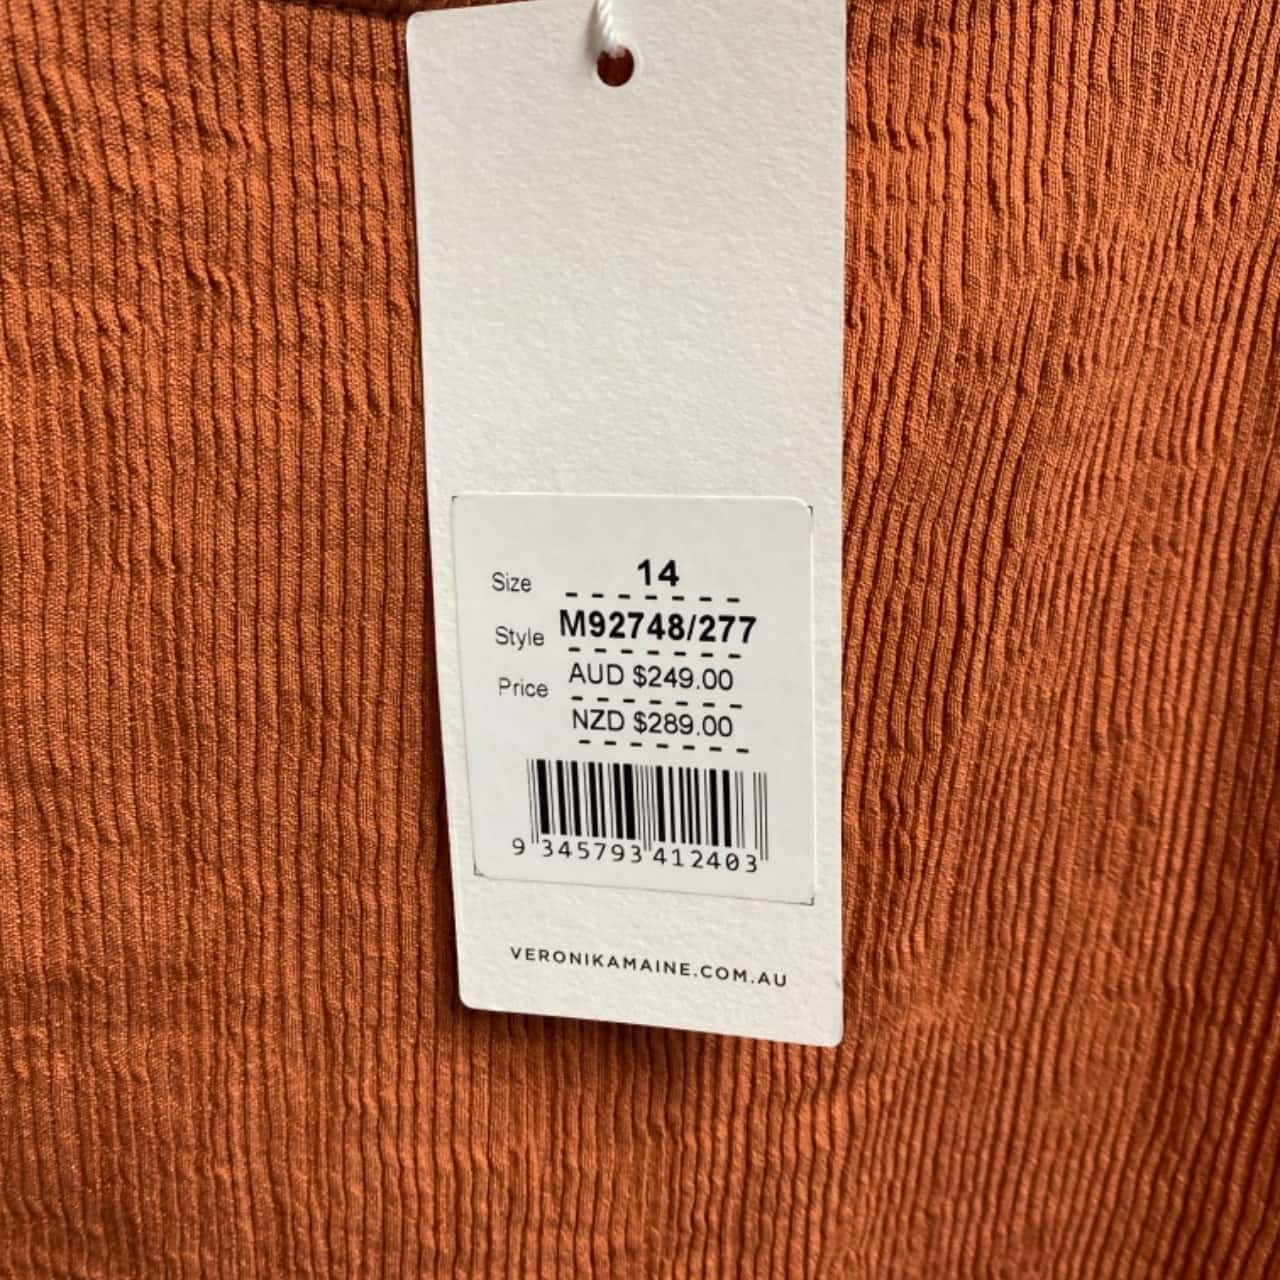 Size 14
Style M92748/277
Price AUD $249.00
NZD $289.00
9 345793 412403
VERONIKAMAINE.COM.AU